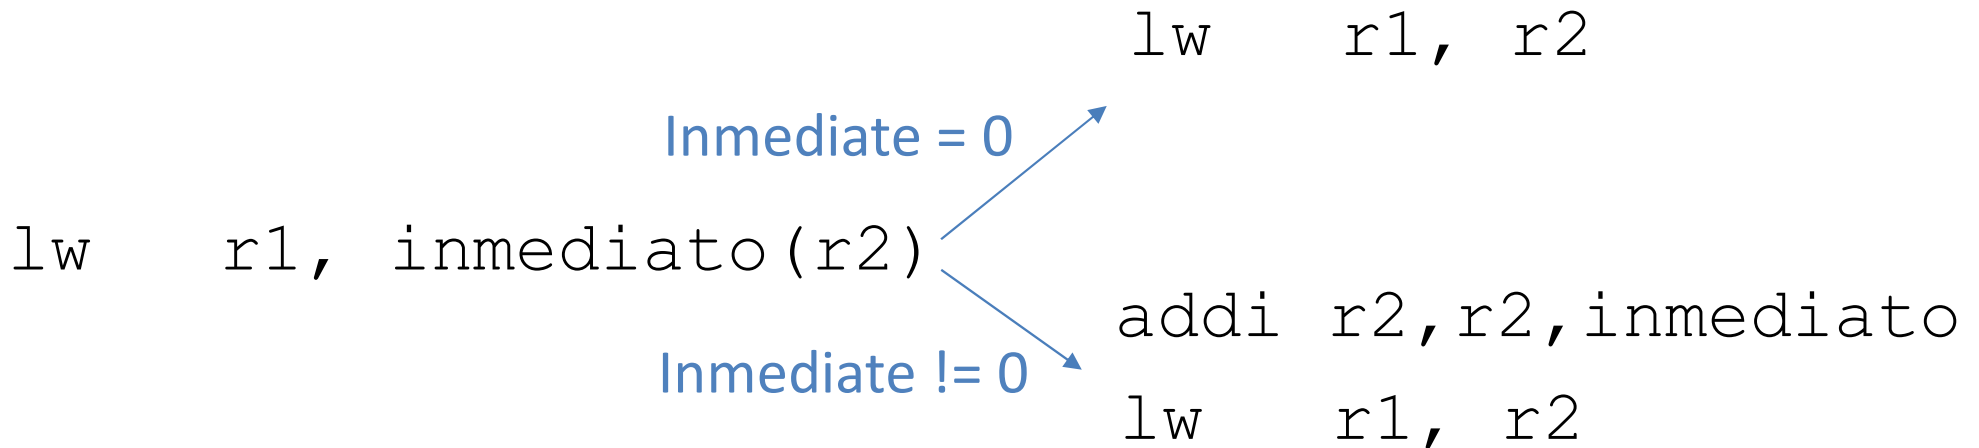 lw r1, r2
Inmediate = 0
lw r1, inmediato(r2)
addi r2,r2,inmediato
Inmediate != 0
lw r1, r2